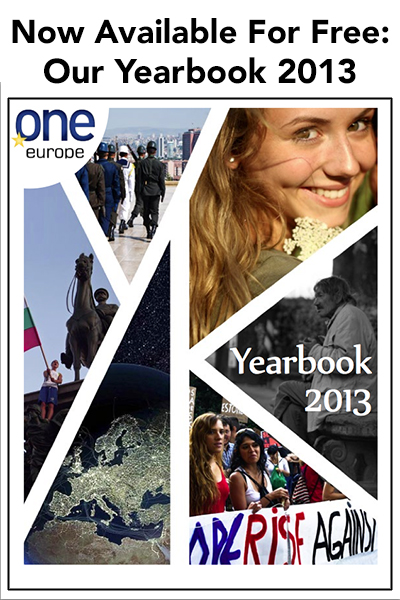 Now Available For Free:
Our Yearbook 2013
one
europe
Yearbook
2013
RISE AGAINST